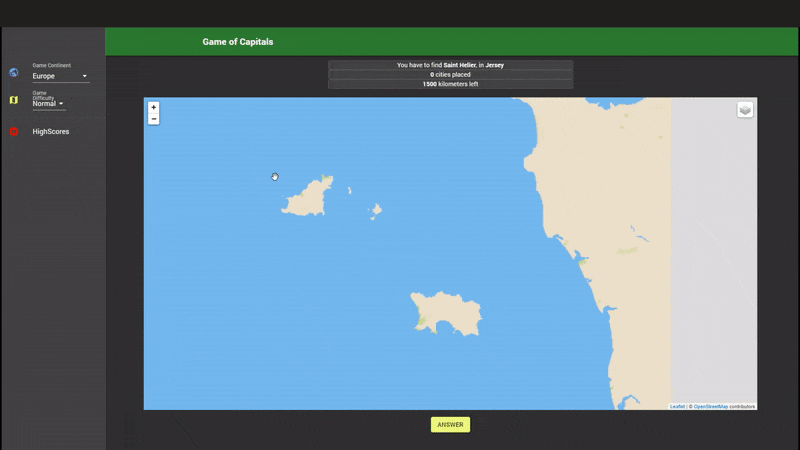 Game of Capitals
Game Continent
Europe
Game
Difficulty
Normal
HighScores
You have to find Saint Helier, in Jersey
0 cities placed
1500 kilometers left
+
−
Leaflet | © OpenStreetMap contributors
ANSWER